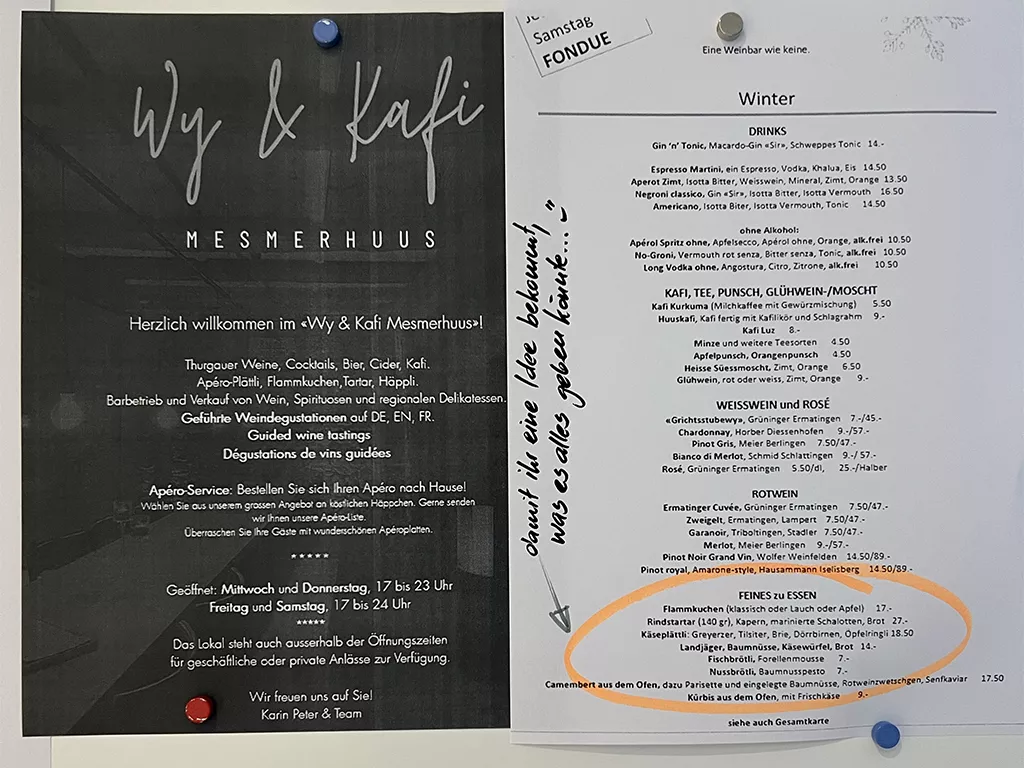 Wy & Kafi
MESMERHUUS
Herzlich willkommen im «Wy & Kafi Mesmerhuus»!
Thurgauer Weine, Cocktails, Bier, Cider, Kafi.
Apéro-Plättli, Flammkuchen,Tartar, Häppli.
Barbetrieb und Verkauf von Wein, Spirituosen und regionalen Delikatessen.
Geführte Weindegustationen auf DE, EN, FR.
Guided wine tastings
Dégustations de vins guidées
Apéro-Service: Bestellen Sie sich Ihren Apéro nach Hause!
Wählen Sie aus unserem grossen Angebot an köstlichen Häppchen. Gerne senden
wir Ihnen unsere Apéro-Liste.
Überraschen Sie Ihre Gäste mit wunderschönen Apéroplatten.
*****
Geöffnet: Mittwoch und Donnerstag, 17 bis 23 Uhr
Freitag und Samstag, 17 bis 24 Uhr
*****
Das Lokal steht auch ausserhalb der Öffnungszeiten
für geschäftliche oder private Anlässe zur Verfügung.
Wir freuen uns auf Sie!
Karin Peter & Team
Samstag
FONDUE
Eine Weinbar wie keine.
Winter
DRINKS
Gin 'n' Tonic, Macardo-Gin «Sir», Schweppes Tonic 14.-
Espresso Martini, ein Espresso, Vodka, Khalua, Eis 14.50
Aperot Zimt, Isotta Bitter, Weisswein, Mineral, Zimt, Orange 13.50
Negroni classico, Gin «Sir», Isotta Bitter, Isotta Vermouth 16.50
Americano, Isotta Biter, Isotta Vermouth, Tonic 14.50
ohne Alkohol:
Apérol Spritz ohne, Apfelsecco, Apérol ohne, Orange, alk.frei 10.50
No-Groni, Vermouth rot senza, Bitter senza, Tonic, alk.frei 10.50
Long Vodka ohne, Angostura, Citro, Zitrone, alk.frei 10.50
KAFI, TEE, PUNSCH, GLÜHWEIN-/MOSCHT
Kafi Kurkuma (Milchkaffee mit Gewürzmischung) 5.50
Huuskafi, Kafi fertig mit Kafilikör und Schlagrahm 9.-
Kafi Luz 8.-
Minze und weitere Teesorten 4.50
Apfelpunsch, Orangenpunsch 4.50
Heisse Süessmoscht, Zimt, Orange 6.50
Glühwein, rot oder weiss, Zimt, Orange 9.-
WEISSWEIN und ROSÉ
«Grichtsstubewy», Grüninger Ermatingen 7.-/45.-
Chardonnay, Horber Diessenhofen 9.-/57.-
Pinot Gris, Meier Berlingen 7.50/47.-
Bianco di Merlot, Schmid Schlattingen 9.-/ 57.-
Rosé, Grüninger Ermatingen 5.50/dl, 25.-/Halber
ROTWEIN
Ermatinger Cuvée, Grüninger Ermatingen 7.50/47.-
Zweigelt, Ermatingen, Lampert 7.50/47.-
Garanoir, Triboltingen, Stadler 7.50/47.-
Merlot, Meier Berlingen 9.-/57.-
Pinot Noir Grand Vin, Wolfer Weinfelden 14.50/89.-
Pinot royal, Amarone-style, Hausammann Iselisberg 14.50/89.-
FEINES zu ESSEN
Flammkuchen (klassisch oder Lauch oder Apfel) 17.-
Rindstartar (140 gr), Kapern, marinierte Schalotten, Brot 27.-
Käseplättli: Greyerzer, Tilsiter, Brie, Dörrbirnen, Öpfelringli 18.50
Landjäger, Baumnüsse, Käsewürfel, Brot 14.-
Fischbrötli, Forellenmousse 7.-
Nussbrötli, Baumnusspesto 7.-
Camembert aus dem Ofen, dazu Parisette und eingelegte Baumnüsse, Rotweinzwetschgen, Senfkaviar 17.50
Kürbis aus dem Ofen, mit Frischkäse 9.-
siehe auch Gesamtkarte
damit ihr eine Idee bekommt,
was es alles geben könnte...